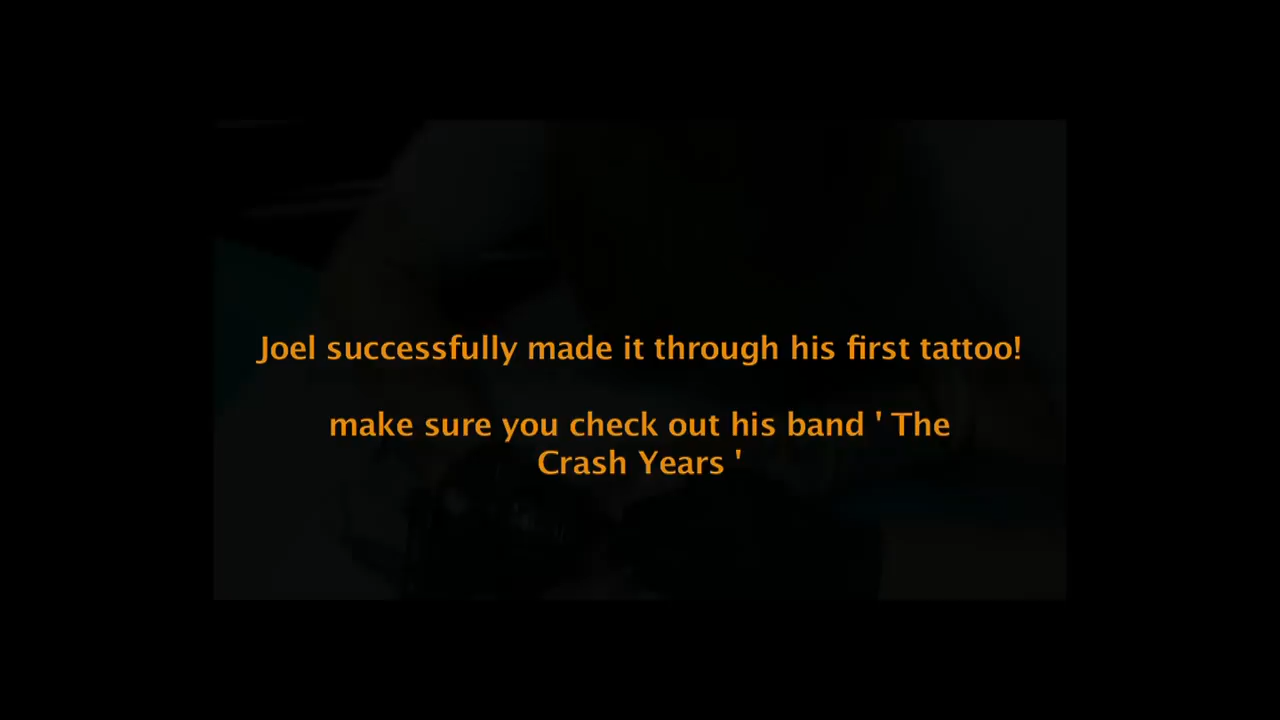 Joel successfully made it through his first tattoo!
make sure you check out his band ' The
Crash Years '